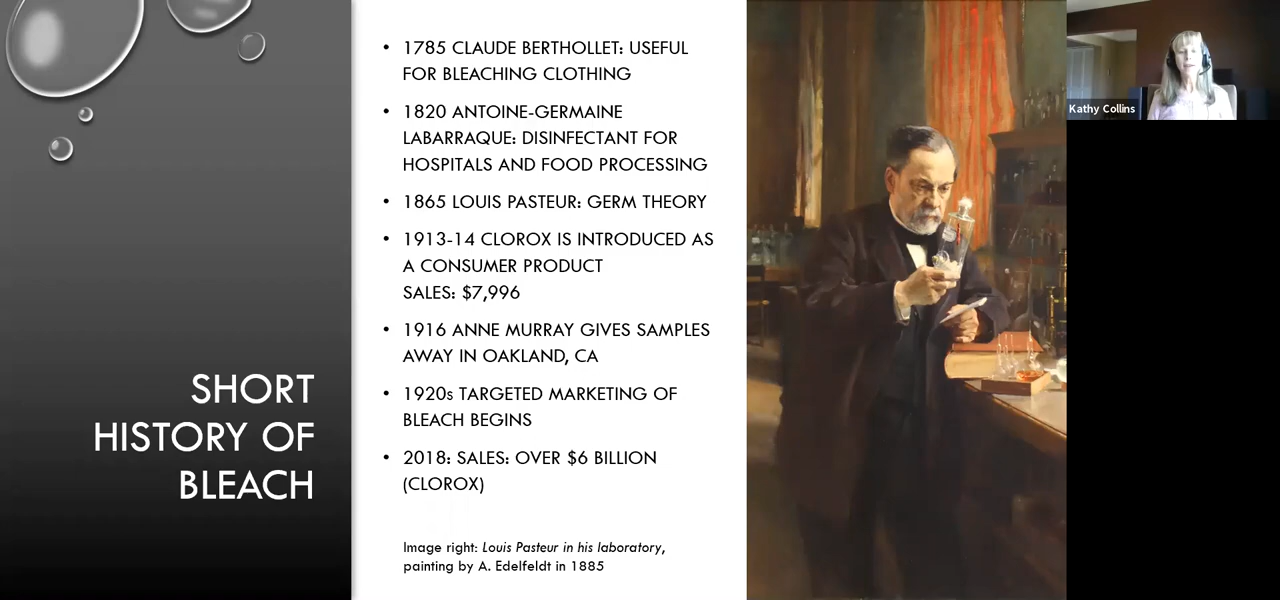 SHORT
HISTORY OF
BLEACH
• 1785 CLAUDE BERTHOLLET: USEFUL
FOR BLEACHING CLOTHING
• 1820 ANTOINE-GERMAINE
LABARRAQUE: DISINFECTANT FOR
HOSPITALS AND FOOD PROCESSING
• 1865 LOUIS PASTEUR: GERM THEORY
• 1913-14 CLOROX IS INTRODUCED AS
A CONSUMER PRODUCT
SALES: $7,996
• 1916 ANNE MURRAY GIVES SAMPLES
AWAY IN OAKLAND, CA
• 1920s TARGETED MARKETING OF
BLEACH BEGINS
• 2018: SALES: OVER $6 BILLION
(CLOROX)
Image right: Louis Pasteur in his laboratory,
painting by A. Edelfeldt in 1885
Kathy Collins